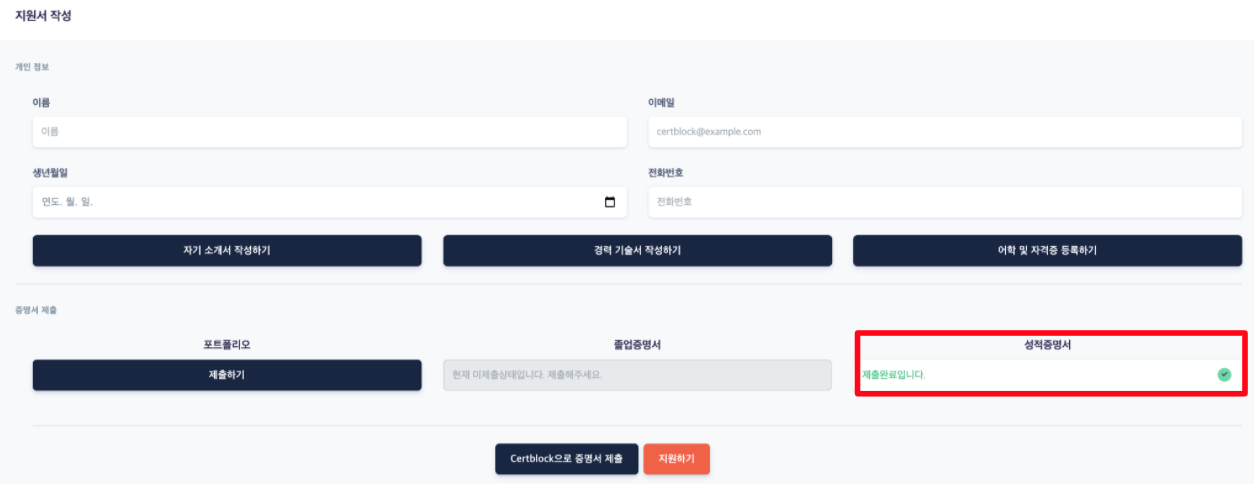 지원서 작성
개인 정보
이름
이메일
이름
certblock@example.com
생년월일
전화번호
연도. 월. 일.
전화번호
자기 소개서 작성하기
경력 기술서 작성하기
어학 및 자격증 등록하기
증명서 제출
포트폴리오
졸업증명서
성적증명서
제출하기
현재 미제출상태입니다. 제출해주세요.
제출완료입니다.
Certblock으로 증명서 제출
지원하기